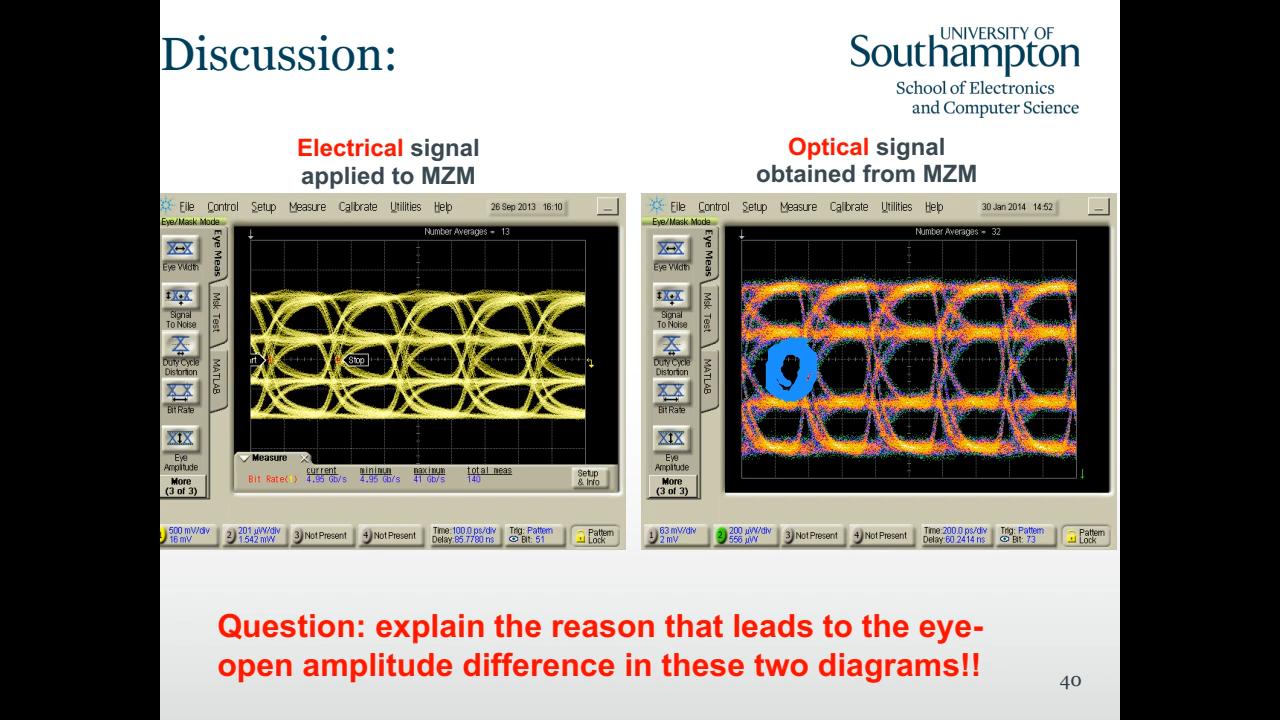 Discussion:
UNIVERSITY OF
Southampton
School of Electronics
and Computer Science
Electrical signal
applied to MZM
Optical signal
obtained from MZM
File Control Setup Measure Calibrate Utilities Help 26 Sep 2013 16:10
Eye/Mask Mode
Number Averages = 13
Eye Meas
Eye Width
Msk Test
Signal
To Noise
Duty Cycle
Distortion
MATLAB
Stop
Bit Rate
Eye
Amplitude
More
(3 of 3)
Measure
current minimum maximum total meas
Bit Rate(1) 4.95 Gb/s 4.95 Gb/s 41 Gb/s 140
Setup
& Info
500 mV/div
16 mV
2 201 µW/div
1.542 mW
3 Not Present
4 Not Present
Time:100.0 ps/div
Delay:85.7780 ns
Trig: Pattern
Bit: 51
Pattern
Lock
File Control Setup Measure Calibrate Utilities Help 30 Jan 2014 14:52
Eye/Mask Mode
Number Averages = 32
Eye Meas
Eye Width
Msk Test
Signal
To Noise
Duty Cycle
Distortion
MATLAB
Bit Rate
Eye
Amplitude
More
(3 of 3)
1 63 mV/div
2 mV
2 200 µW/div
556 µW
3 Not Present
4 Not Present
Time:200.0 ps/div
Delay:60.2414 ns
Trig: Pattern
Bit: 73
Pattern
Lock
Question: explain the reason that leads to the eye-
open amplitude difference in these two diagrams!!
40